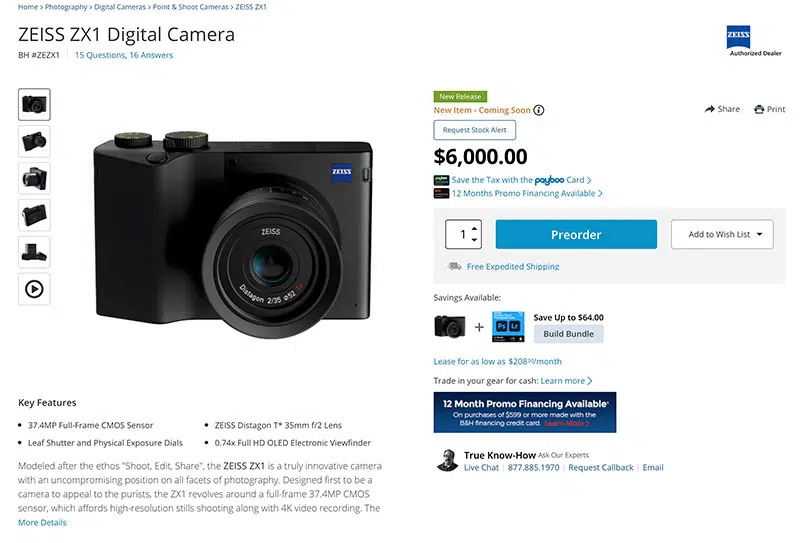 Home > Photography > Digital Cameras > Point & Shoot Cameras > ZEISS ZX1
ZEISS ZX1 Digital Camera
BH #ZEZX1
15 Questions, 16 Answers
ZEISS
Authorized Dealer
ZEISS
ZEISS
Distagon 2/35 ⌀52 T*
New Release
New Item - Coming Soon
Request Stock Alert
Share
Print
$6,000.00
Save the Tax with the payboo Card >
12 Months Promo Financing Available >
1
Preorder
Add to Wish List
Free Expedited Shipping
Savings Available:
+
Ps Lr
Save Up to $64.00
Build Bundle
Lease for as low as $208⁰⁰/month
Trade in your gear for cash: Learn more >
12 Month Promo Financing Available*
On purchases of $599 or more made with the
B&H financing credit card. Learn More >
True Know-How Ask Our Experts
Live Chat | 877.885.1970 | Request Callback | Email
Key Features
• 37.4MP Full-Frame CMOS Sensor
• ZEISS Distagon T* 35mm f/2 Lens
• Leaf Shutter and Physical Exposure Dials
• 0.74x Full HD OLED Electronic Viewfinder
Modeled after the ethos "Shoot, Edit, Share", the ZEISS ZX1 is a truly innovative camera
with an uncompromising position on all facets of photography. Designed first to be a
camera to appeal to the purists, the ZX1 revolves around a full-frame 37.4MP CMOS
sensor, which affords high-resolution stills shooting along with 4K video recording. The
More Details